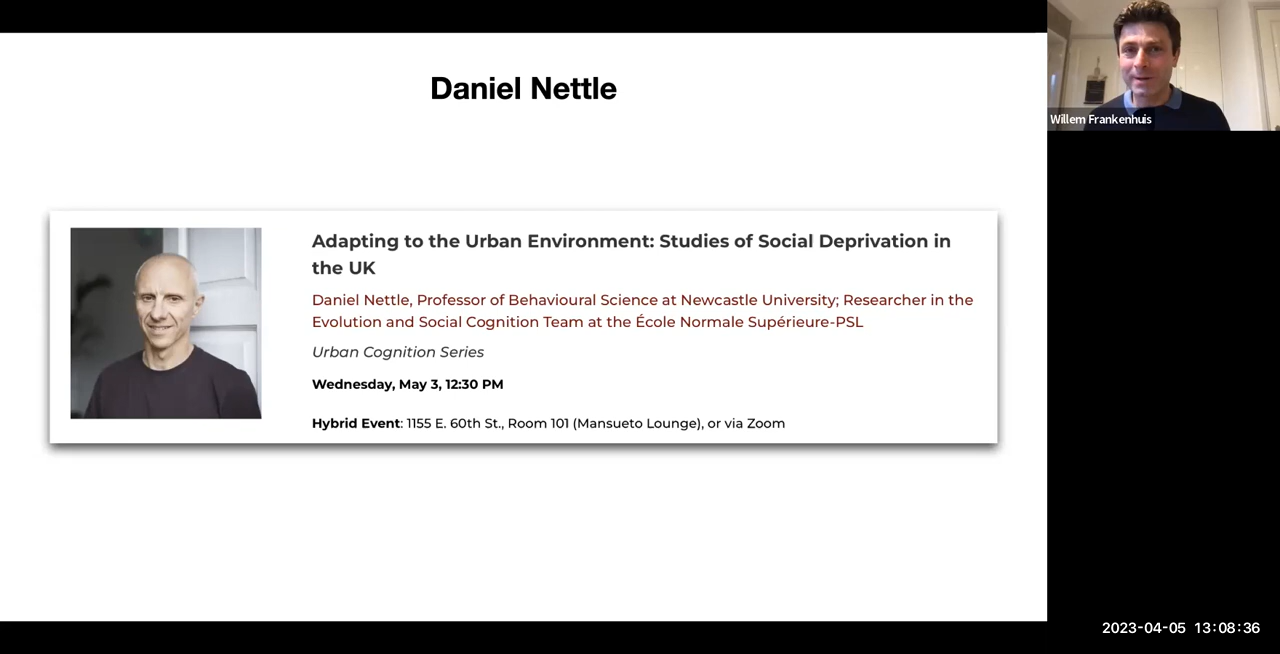 Daniel Nettle
Adapting to the Urban Environment: Studies of Social Deprivation in
the UK
Daniel Nettle, Professor of Behavioural Science at Newcastle University; Researcher in the
Evolution and Social Cognition Team at the École Normale Supérieure-PSL
Urban Cognition Series
Wednesday, May 3, 12:30 PM
Hybrid Event: 1155 E. 60th St., Room 101 (Mansueto Lounge), or via Zoom
Willem Frankenhuis
2023-04-05 13:08:36